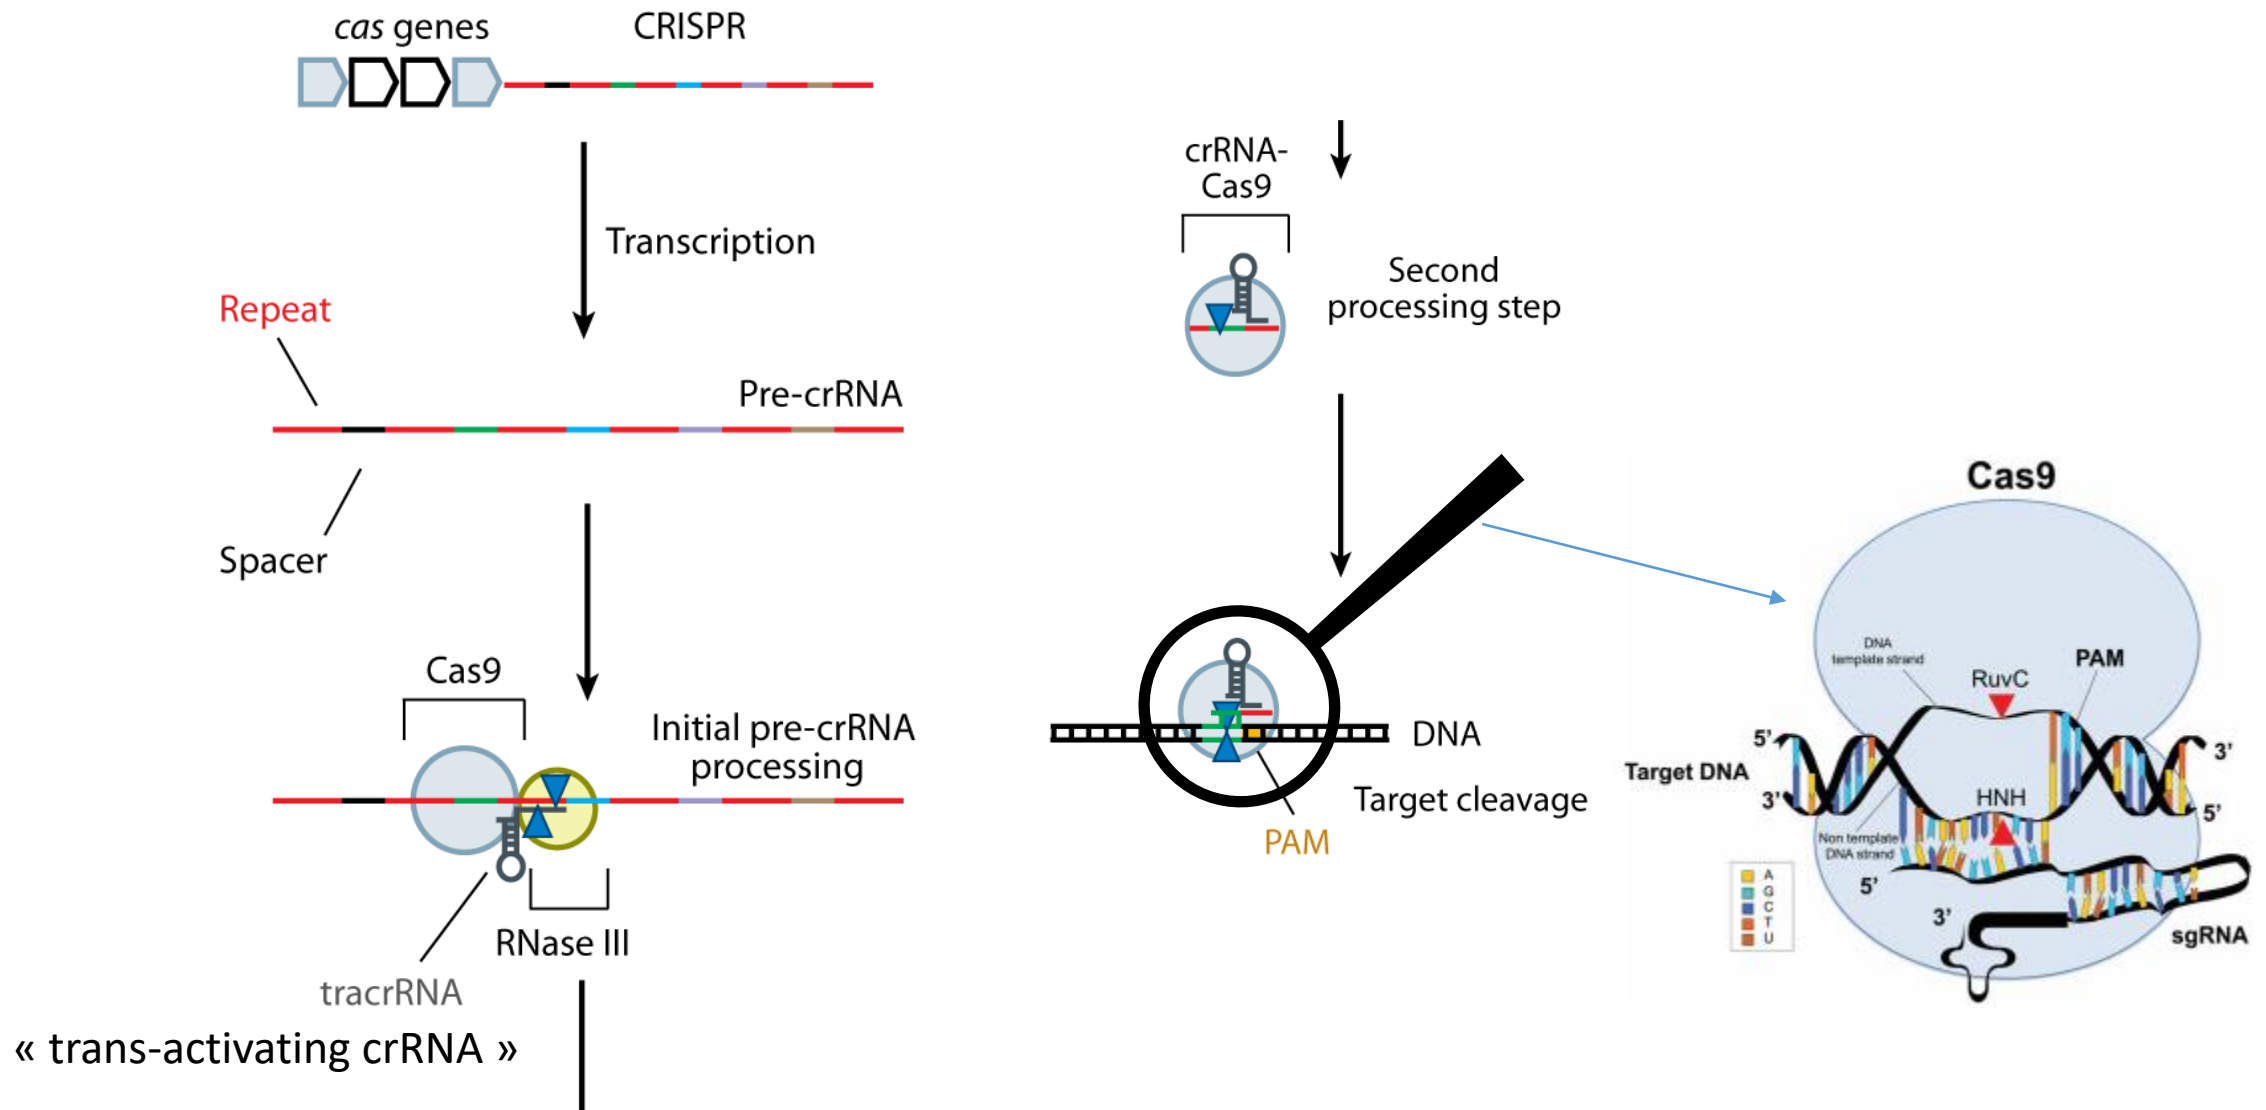 cas genes
CRISPR
Transcription
Repeat
Pre-crRNA
Spacer
Cas9
Initial pre-crRNA
processing
RNase III
tracrRNA
« trans-activating crRNA »
crRNA-
Cas9
Second
processing step
DNA
Target cleavage
PAM
Cas9
DNA
template strand
PAM
RuvC
5’
3’
Target DNA
3’
HNH
5’
Non template
DNA strand
5’
A
G
C
T
U
3’
sgRNA